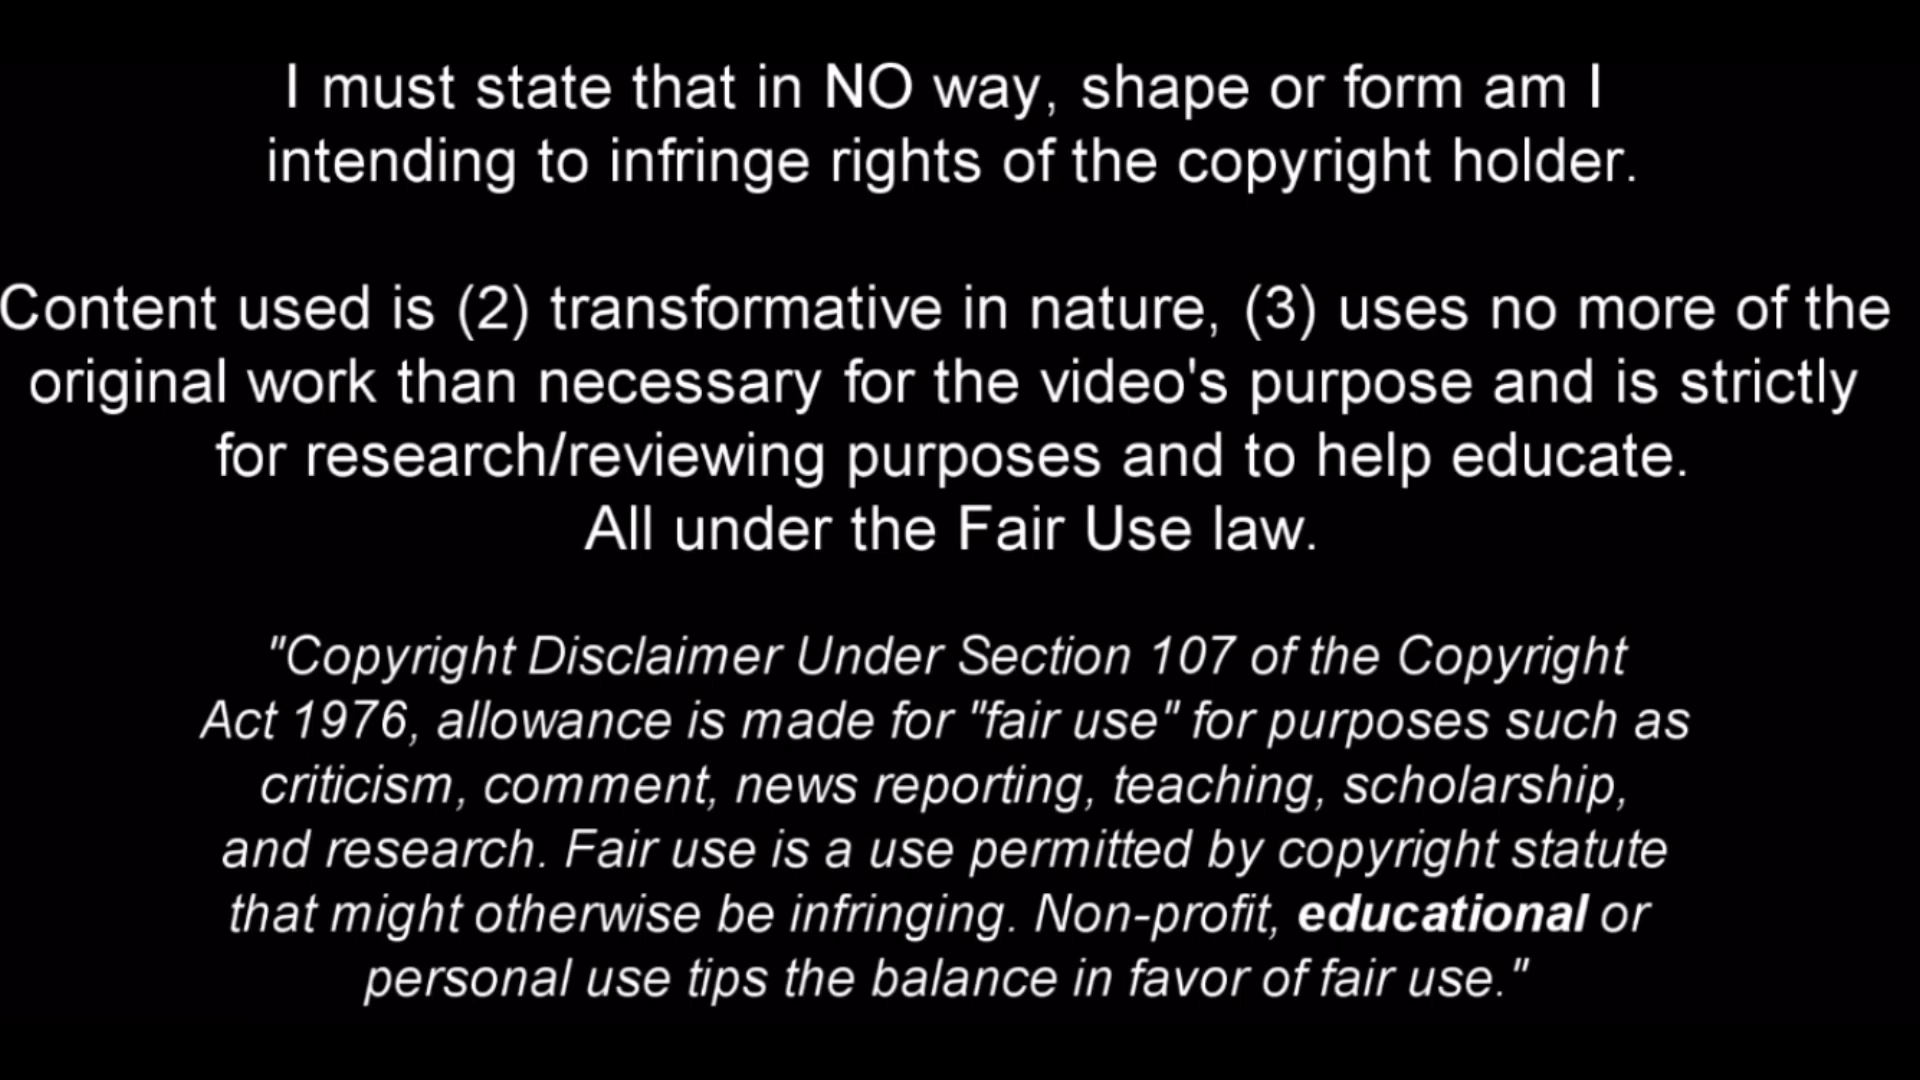 I must state that in NO way, shape or form am I
intending to infringe rights of the copyright holder.
Content used is (2) transformative in nature, (3) uses no more of the
original work than necessary for the video's purpose and is strictly
for research/reviewing purposes and to help educate.
All under the Fair Use law.
"Copyright Disclaimer Under Section 107 of the Copyright
Act 1976, allowance is made for "fair use" for purposes such as
criticism, comment, news reporting, teaching, scholarship,
and research. Fair use is a use permitted by copyright statute
that might otherwise be infringing. Non-profit, educational or
personal use tips the balance in favor of fair use."